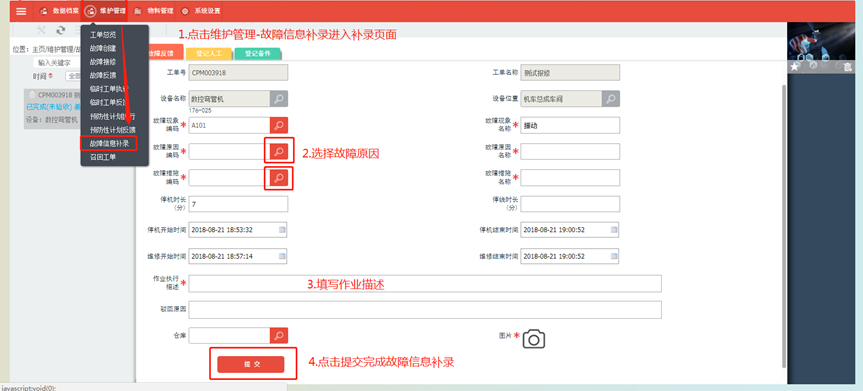 数据档案 维护管理 物料管理 系统设置
1.点击维护管理-故障信息补录进入补录页面
工单总览
故障创建
故障接修
故障反馈
临时工单执行
临时工单反馈
预防性计划执行
预防性计划反馈
故障信息补录
召回工单
位置：主页/维护管理/故
输入关键字
时间 全部
CPM003918 测试
已完成(未验收)
设备：数控弯管机
故障反馈 登记人工 登记备件
工单号 CPM003918 工单名称 测试报修
设备名称 数控弯管机 设备位置 机车总成车间
176-025
故障现象编码* A101 故障现象名称* 振动
故障原因编码* 故障原因名称*
2.选择故障原因
故障措施编码* 故障措施名称*
停机时长(分) 7 停线时长(分)
停机开始时间 2018-08-21 18:53:32 停机结束时间 2018-08-21 19:00:52
维修开始时间 2018-08-21 18:57:14 维修结束时间 2018-08-21 19:00:52
作业执行描述* 3.填写作业描述
驳回原因
仓库 图片*
提 交 4.点击提交完成故障信息补录
javascript:void(0);